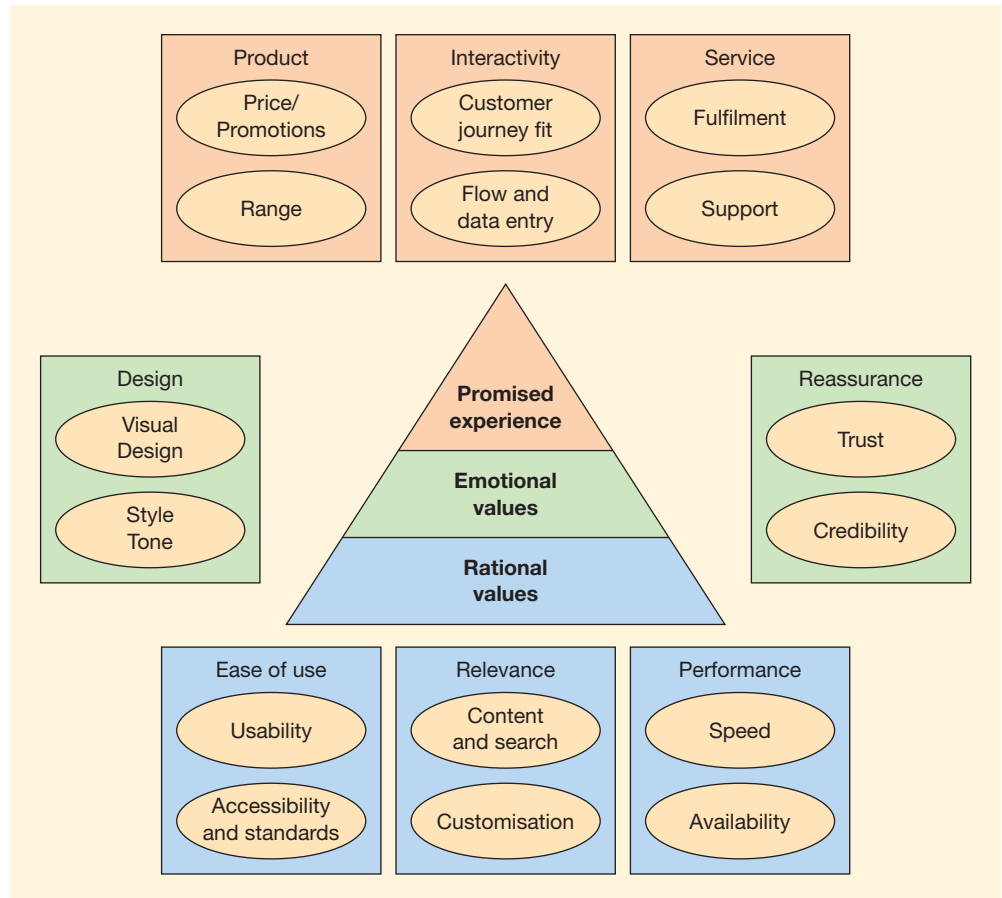 Product
Price/
Promotions
Range
Interactivity
Customer
journey fit
Flow and
data entry
Service
Fulfilment
Support
Promised
experience
Emotional
values
Rational
values
Design
Visual
Design
Style
Tone
Reassurance
Trust
Credibility
Ease of use
Usability
Accessibility
and standards
Relevance
Content
and search
Customisation
Performance
Speed
Availability